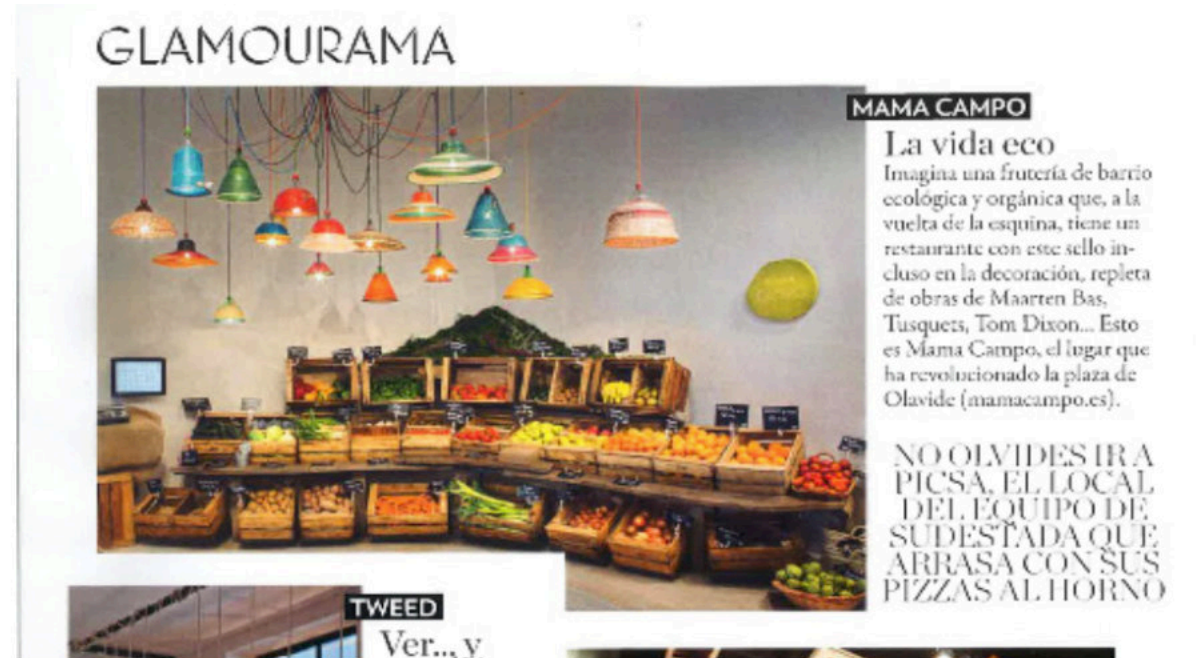 GLAMOURAMA
MAMA CAMPO
La vida eco
Imagina una frutería de barrio
ecológica y orgánica que, a la
vuelta de la esquina, tiene un
restaurante con este sello in-
cluso en la decoración, repleta
de obras de Maarten Bas,
Tusquets, Tom Dixon... Esto
es Mama Campo, el lugar que
ha revolucionado la plaza de
Olavide (mamacampo.es).
NO OLVIDES IR A
PICSA, EL LOCAL
DEL EQUIPO DE
SUDESTADA QUE
ARRASA CON SUS
PIZZAS AL HORNO
TWEED
Ver..., y